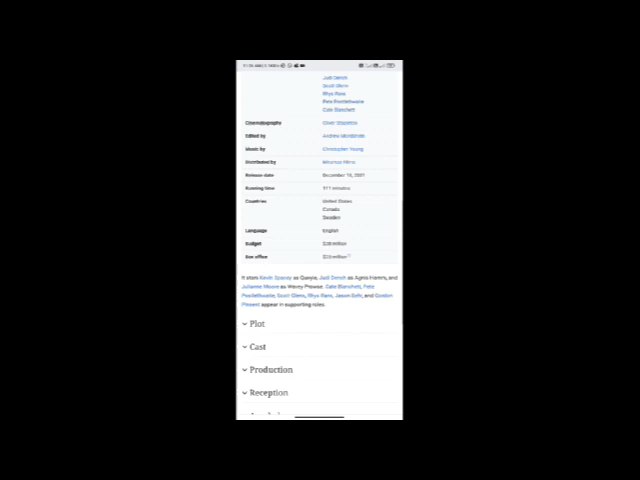 Judi Dench
Scott Glenn
Rhys Ifans
Pete Postlethwaite
Cate Blanchett
Cinematography Oliver Stapleton
Edited by Andrew Mondshein
Music by Christopher Young
Distributed by Miramax Films
Release date December 18, 2001
Running time 111 minutes
Countries United States
Canada
Sweden
Language English
Budget
Box office
It stars Kevin Spacey as Quoyle, Judi Dench as Agnis Hamm, and
Julianne Moore as Wavey Prowse. Cate Blanchett, Pete
Postlethwaite, Scott Glenn, Rhys Ifans, Jason Behr, and Gordon
Pinsent appear in supporting roles.
Plot
Cast
Production
Reception